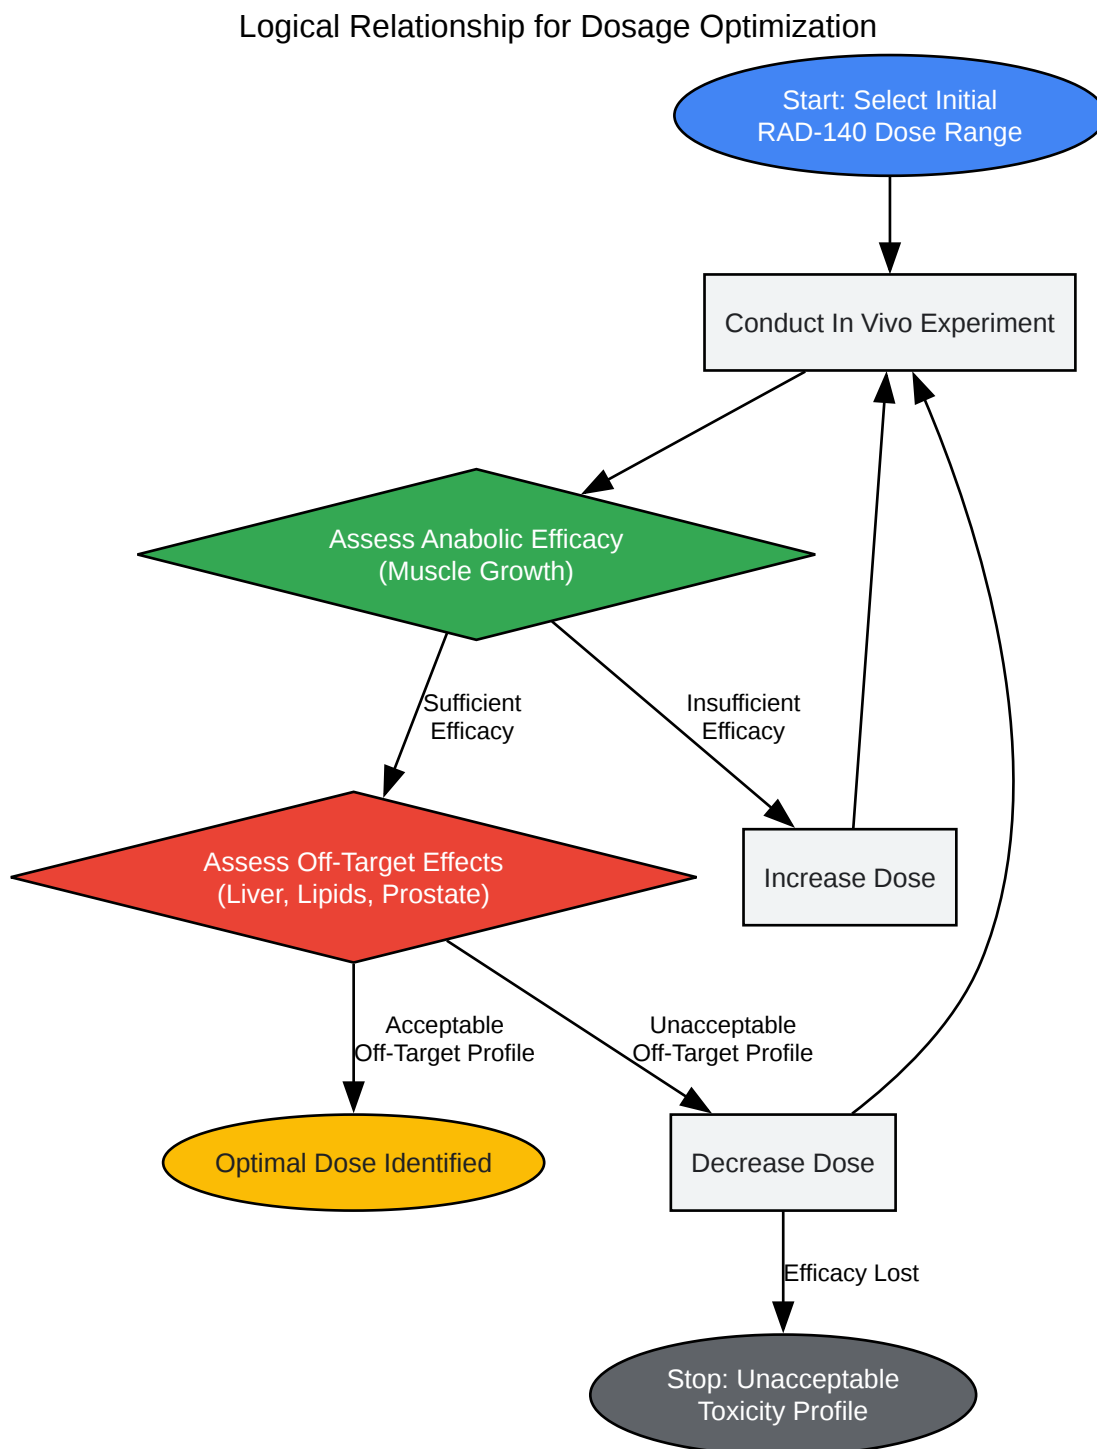 Logical Relationship for Dosage Optimization
Start: Select Initial
RAD-140 Dose Range
Conduct In Vivo Experiment
Assess Anabolic Efficacy
(Muscle Growth)
Sufficient
Efficacy
Insufficient
Efficacy
Assess Off-Target Effects
(Liver, Lipids, Prostate)
Increase Dose
Acceptable
Off-Target Profile
Unacceptable
Off-Target Profile
Optimal Dose Identified
Decrease Dose
Efficacy Lost
Stop: Unacceptable
Toxicity Profile